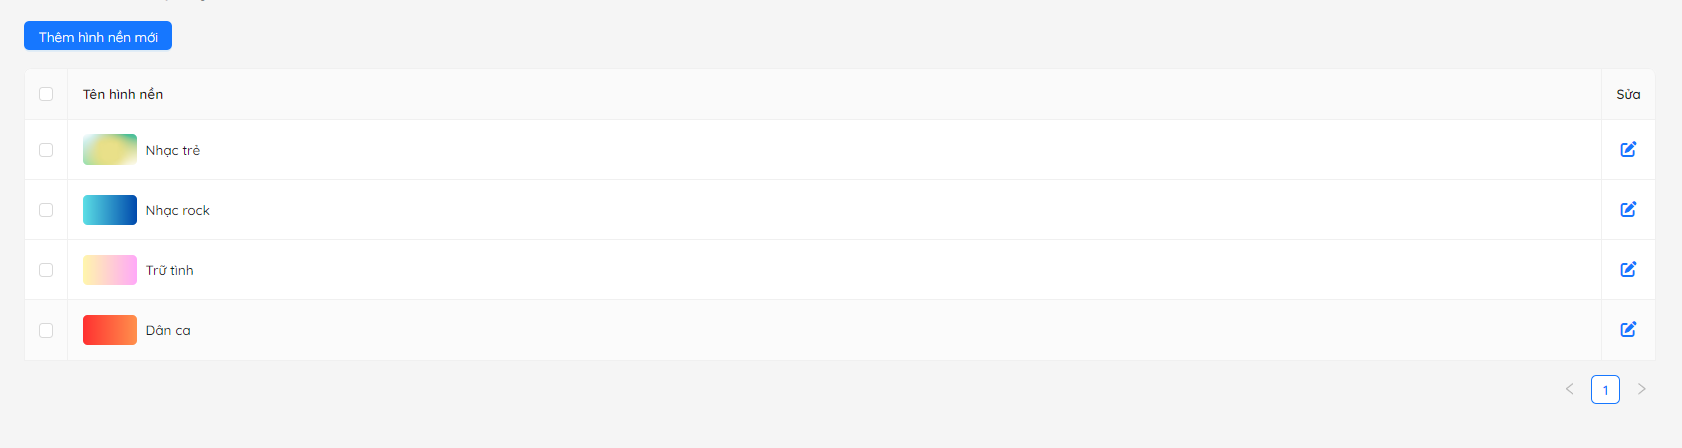 Thêm hình nền mới
Tên hình nền Sửa
Nhạc trẻ
Nhạc rock
Trữ tình
Dân ca
1